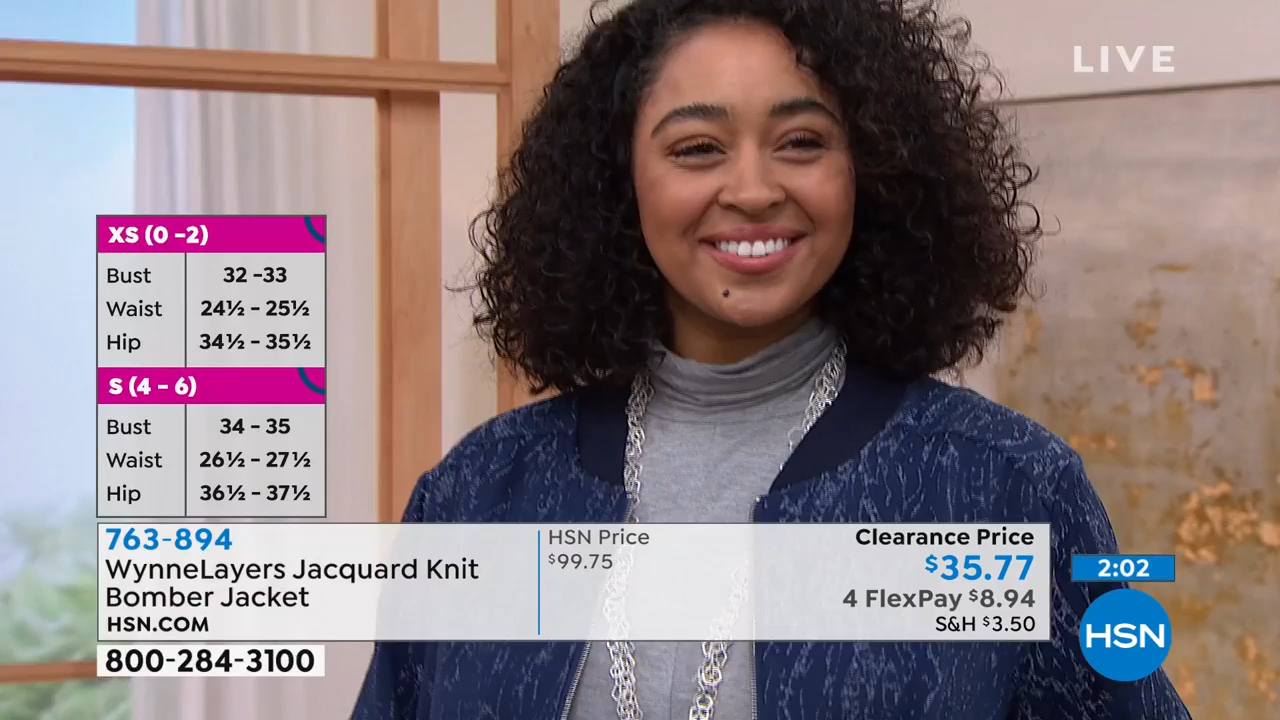 LIVE
XS (0 -2)
Bust 32 -33
Waist 24½ - 25½
Hip 34½ - 35½
S (4 - 6)
Bust 34 - 35
Waist 26½ - 27½
Hip 36½ - 37½
763-894
WynneLayers Jacquard Knit
Bomber Jacket
HSN.COM
HSN Price
$99.75
Clearance Price
$35.77
4 FlexPay $8.94
S&H $3.50
2:02
HSN
800-284-3100